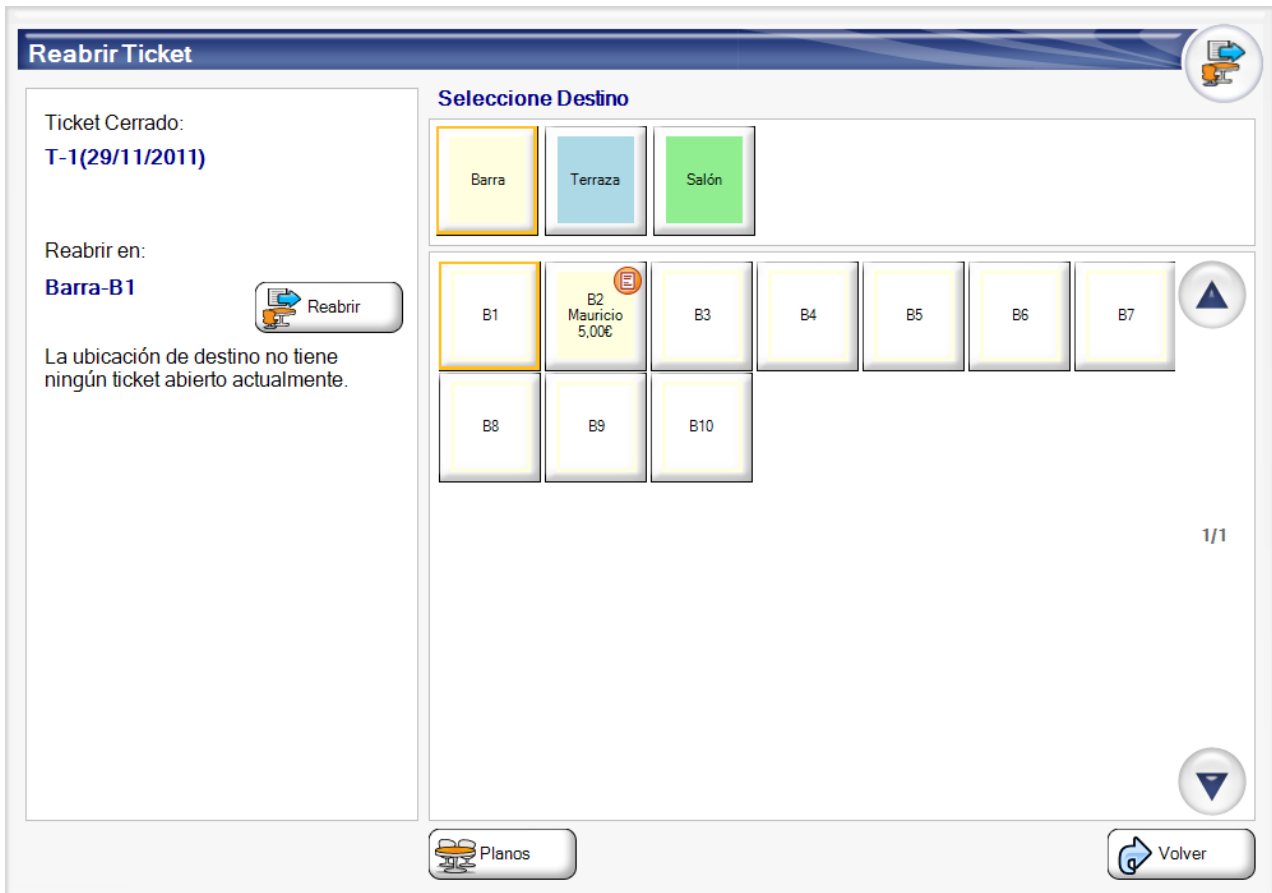 Reabrir Ticket
Ticket Cerrado:
T-1(29/11/2011)
Reabrir en:
Barra-B1
Reabrir
La ubicación de destino no tiene
ningún ticket abierto actualmente.
Seleccione Destino
Barra
Terraza
Salón
B1
B2
Mauricio
5,00€
B3
B4
B5
B6
B7
B8
B9
B10
1/1
Planos
Volver